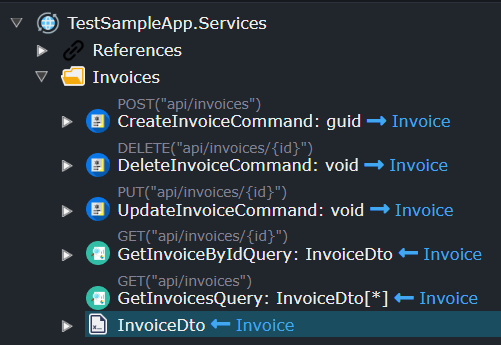 TestSampleApp.Services
References
Invoices
POST("api/invoices")
CreateInvoiceCommand: guid → Invoice
DELETE("api/invoices/{id}")
DeleteInvoiceCommand: void → Invoice
PUT("api/invoices/{id}")
UpdateInvoiceCommand: void → Invoice
GET("api/invoices/{id}")
GetInvoiceByIdQuery: InvoiceDto ← Invoice
GET("api/invoices")
GetInvoicesQuery: InvoiceDto[*] ← Invoice
InvoiceDto ← Invoice